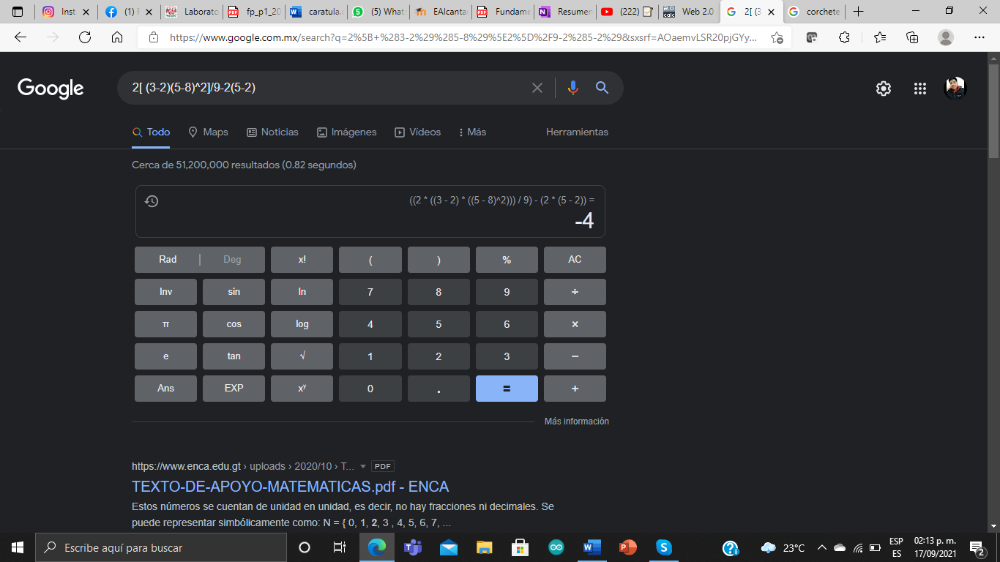 Inst
(1) F
Laborato
fp_p1_20
caratula.
(5) Whats
EAlcanta
Fundame
Resumen
(222)
Web 2.0
2[ (3
corchete
https://www.google.com.mx/search?q=2%5B+%283-2%29%285-8%29%5E2%5D%2F9-2%285-2%29&sxsrf=AOaemvLSR20pjGYy...
Google
2[ (3-2)(5-8)^2]/9-2(5-2)
Todo Maps Noticias Imágenes Vídeos Más Herramientas
Cerca de 51,200,000 resultados (0.82 segundos)
((2 * ((3 - 2) * ((5 - 8)^2))) / 9) - (2 * (5 - 2)) =
-4
Rad | Deg x! ( ) % AC
Inv sin ln 7 8 9 ÷
π cos log 4 5 6 ×
e tan √ 1 2 3 −
Ans EXP xʸ 0 . = +
Más información
https://www.enca.edu.gt › uploads › 2020/10 › T... PDF
TEXTO-DE-APOYO-MATEMATICAS.pdf - ENCA
Estos números se cuentan de unidad en unidad, es decir, no hay fracciones ni decimales. Se
puede representar simbólicamente como: N = { 0, 1, 2, 3 , 4, 5, 6, 7, ...
Escribe aquí para buscar
23°C
ESP
ES
02:13 p. m.
17/09/2021
2